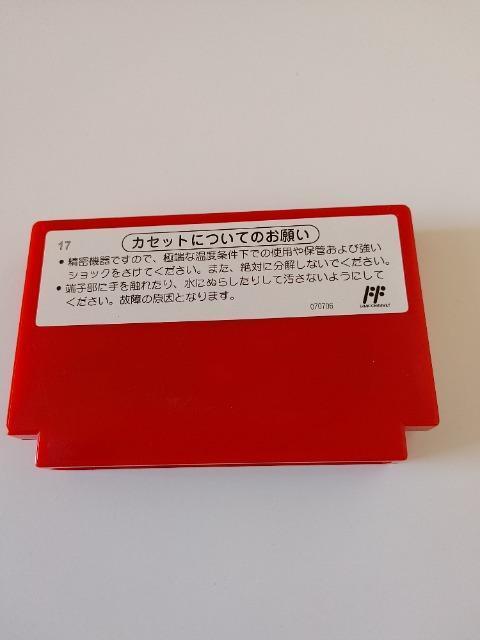 17
カセットについてのお願い
• 精密機器ですので、極端な温度条件下での使用や保管および強い
ショックをさけてください。また、絶対に分解しないでください。
• 端子部に手を触れたり、水にぬらしたりして汚さないようにして
ください。故障の原因となります。
070706